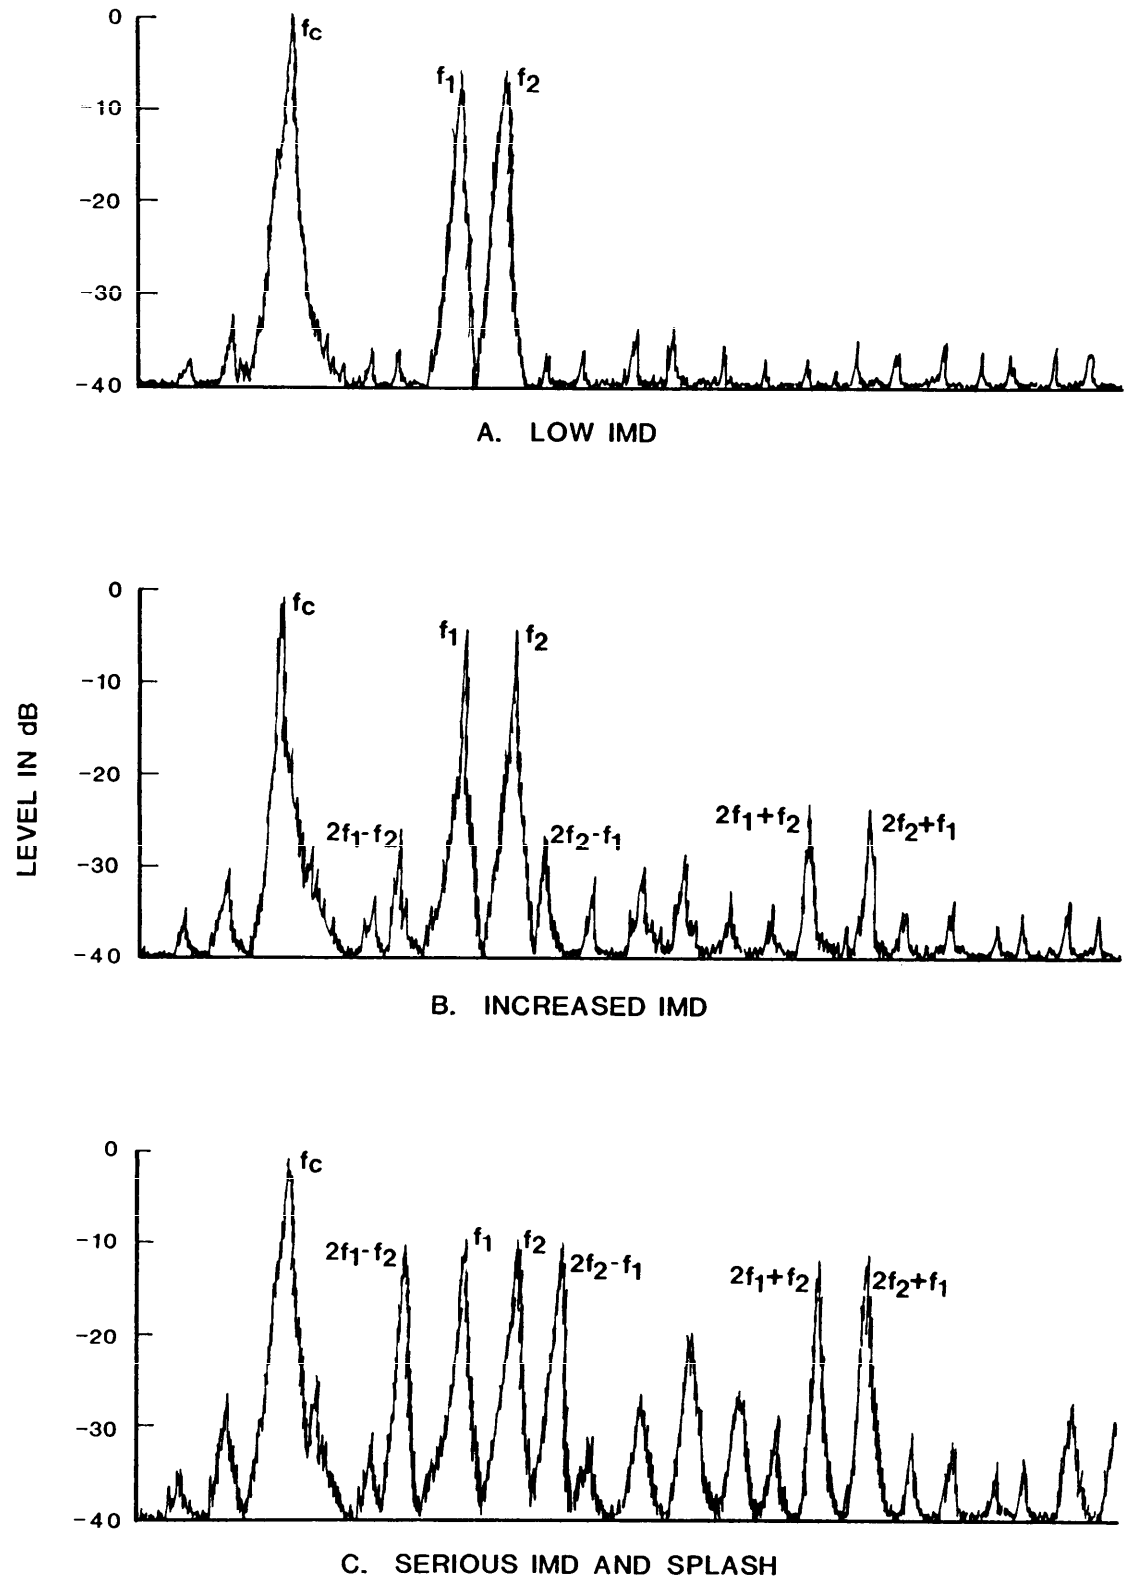 0
fc
f1
f2
-10
-20
-30
-40
A. LOW IMD
LEVEL IN dB
0
fc
f1
f2
-10
-20
2f1-f2
2f2-f1
2f1+f2
2f2+f1
-30
-40
B. INCREASED IMD
0
fc
-10
2f1-f2
f1
f2
2f2-f1
2f1+f2
2f2+f1
-20
-30
-40
C. SERIOUS IMD AND SPLASH